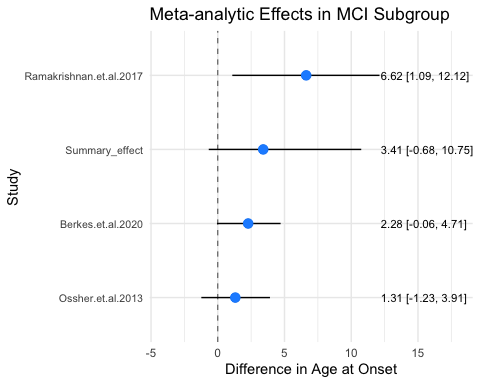 Meta-analytic Effects in MCI Subgroup
Study
Ramakrishnan.et.al.2017
6.62 [1.09, 12.12]
Summary_effect
3.41 [-0.68, 10.75]
Berkes.et.al.2020
2.28 [-0.06, 4.71]
Ossher.et.al.2013
1.31 [-1.23, 3.91]
-5 0 5 10 15
Difference in Age at Onset